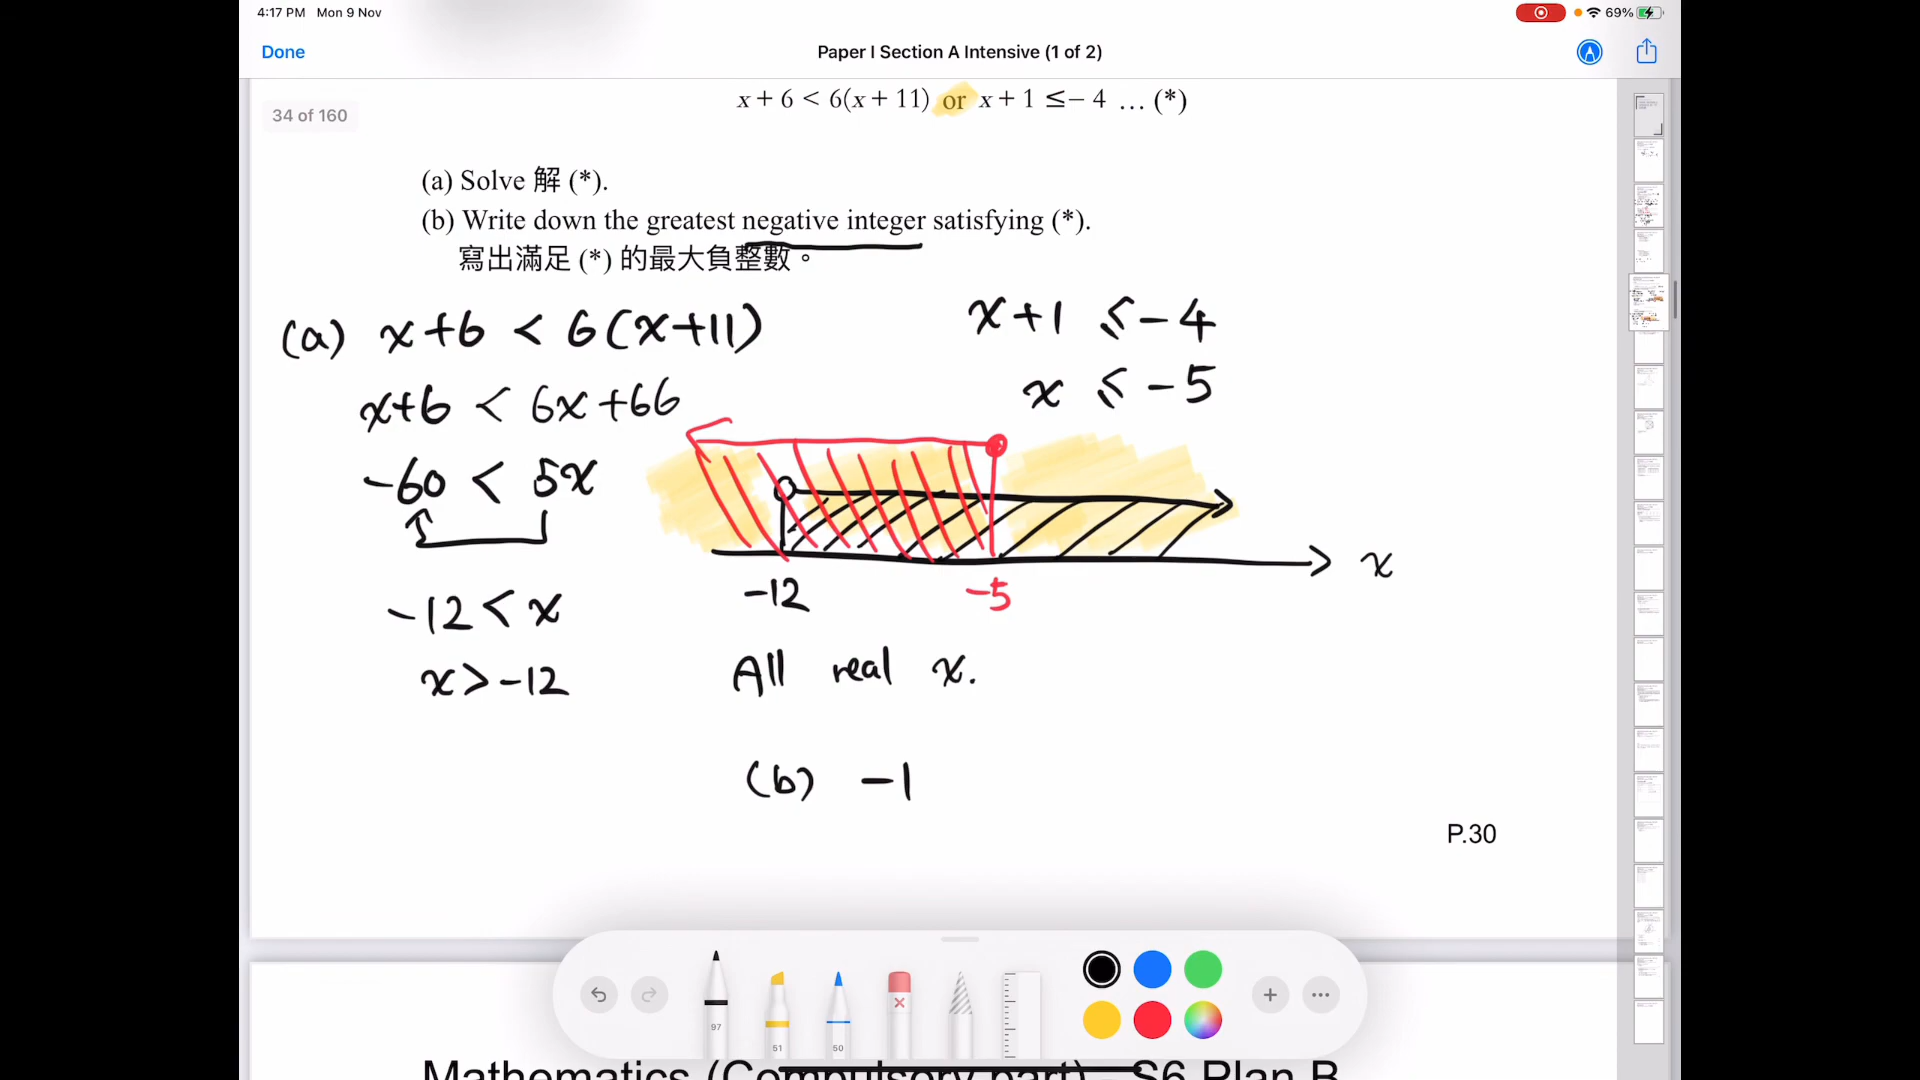 4:17 PM Mon 9 Nov
69%
Done
Paper I Section A Intensive (1 of 2)
34 of 160
x + 6 < 6(x + 11) or x + 1 ≤ – 4 … (*)
(a) Solve 解 (*).
(b) Write down the greatest negative integer satisfying (*).
寫出滿足 (*) 的最大負整數。
(a) x+6 < 6(x+11)
x+1 ≤ -4
x+6 < 6x+66
x ≤ -5
-60 < 5x
x
-12
-5
-12 < x
x > -12
All real x.
(b) -1
P.30
97
51
50
Mathematics (Compulsory part) - S6 Plan B